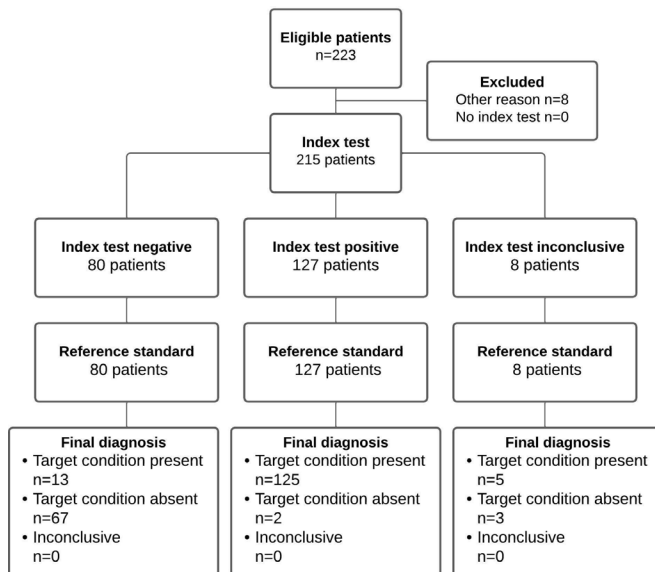 Eligible patients
n=223
Excluded
Other reason n=8
No index test n=0
Index test
215 patients
Index test negative
80 patients
Index test positive
127 patients
Index test inconclusive
8 patients
Reference standard
80 patients
Reference standard
127 patients
Reference standard
8 patients
Final diagnosis
• Target condition present
n=13
• Target condition absent
n=67
• Inconclusive
n=0
Final diagnosis
• Target condition present
n=125
• Target condition absent
n=2
• Inconclusive
n=0
Final diagnosis
• Target condition present
n=5
• Target condition absent
n=3
• Inconclusive
n=0